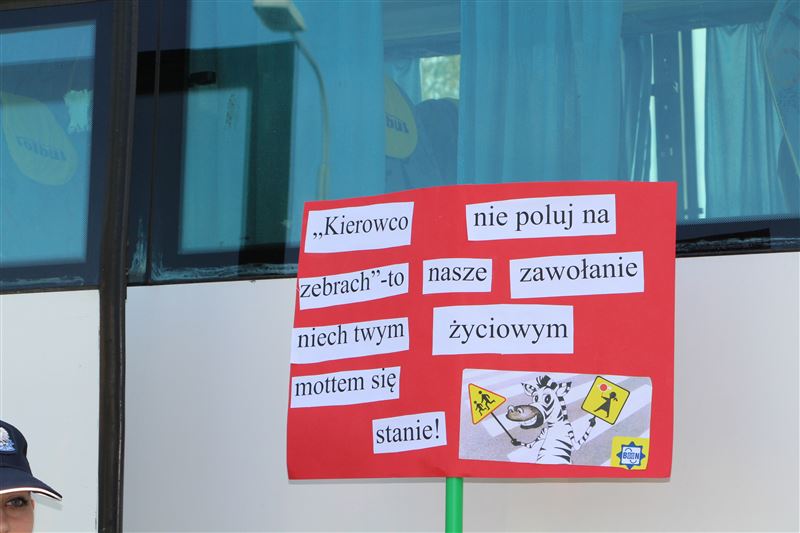 „Kierowco nie poluj na
zebrach”-to nasze zawołanie
niech twym życiowym
mottem się
stanie!